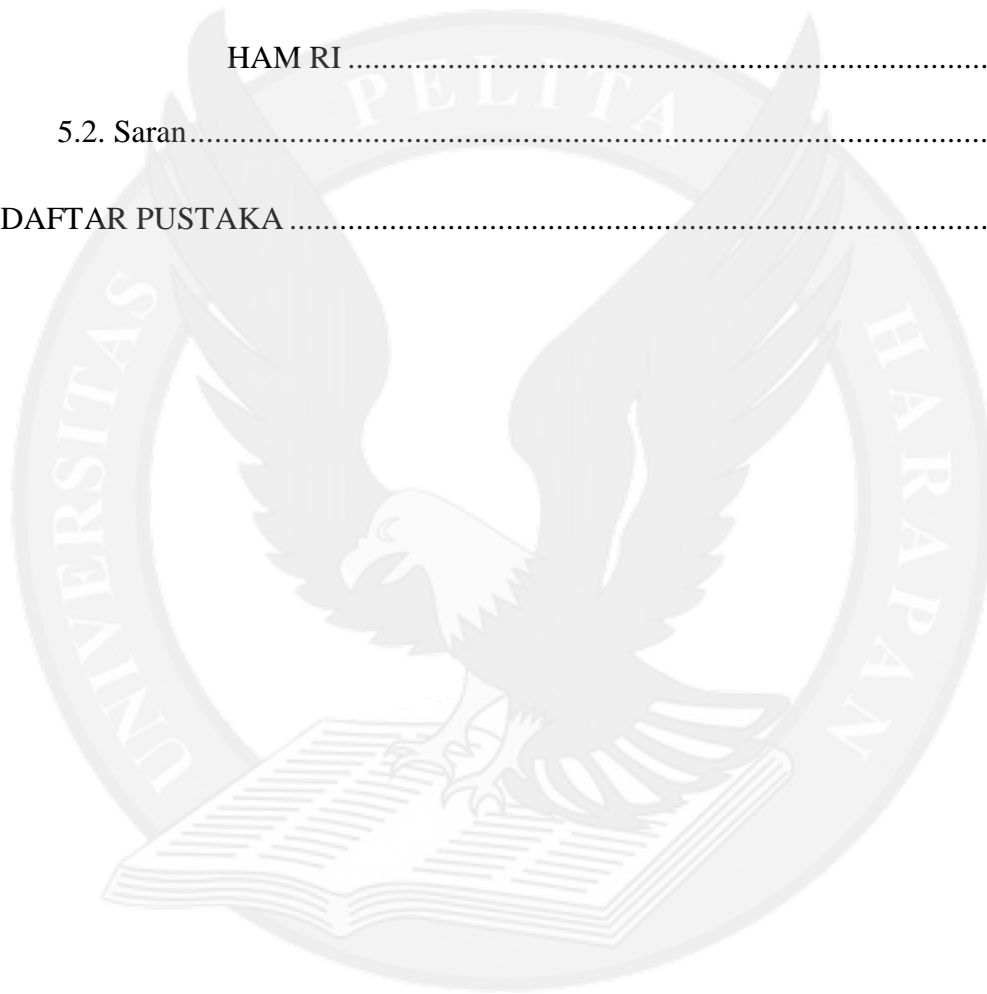 HAM RI ........................................................................
5.2. Saran..........................................................................................
DAFTAR PUSTAKA ...............................................................................
UNIVERSITAS PELITA HARAPAN